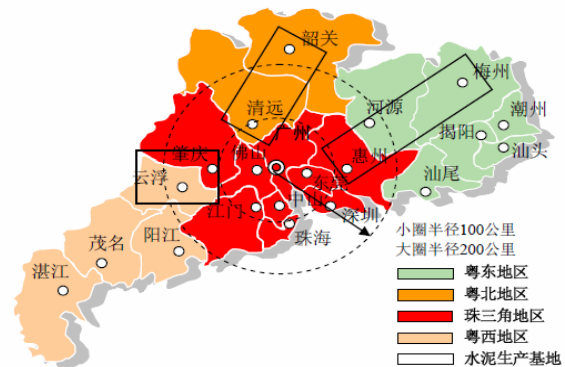 韶关
梅州
清远
河源
潮州
广州
揭阳
肇庆
佛山
惠州
汕头
云浮
东莞
汕尾
江门
中山
深圳
珠海
阳江
茂名
湛江
小圈半径100公里
大圈半径200公里
粤东地区
粤北地区
珠三角地区
粤西地区
水泥生产基地